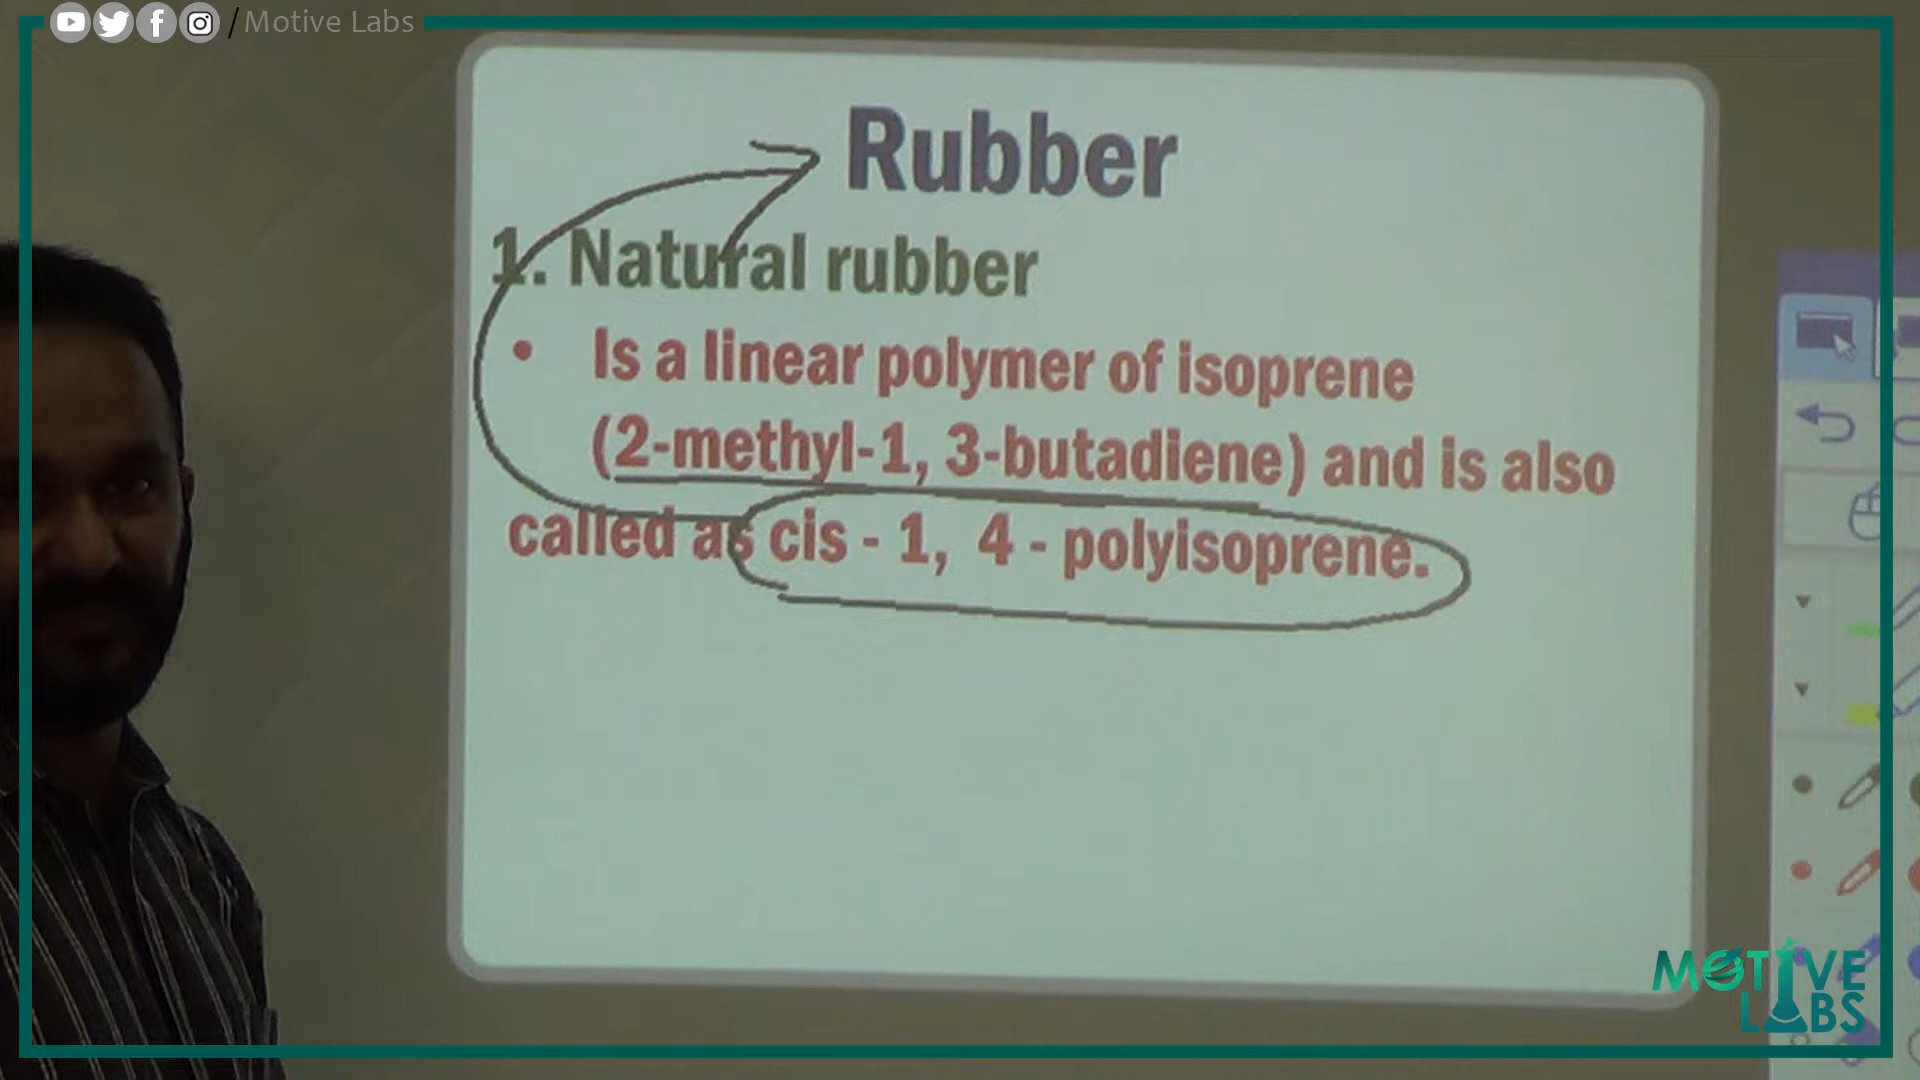 / Motive Labs
Rubber
1. Natural rubber
• Is a linear polymer of isoprene
(2-methyl-1, 3-butadiene) and is also
called as cis - 1, 4 - polyisoprene.
MOTIVE
LABS